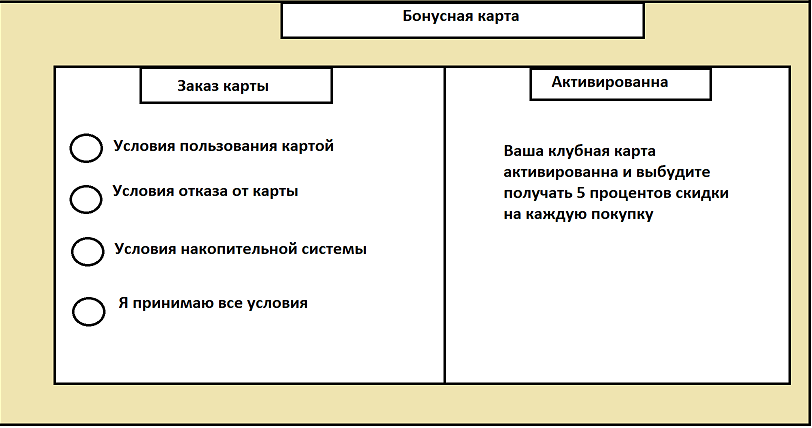 Бонусная карта
Заказ карты
Условия пользования картой
Условия отказа от карты
Условия накопительной системы
Я принимаю все условия
Активированна
Ваша клубная карта
активированна и выбудите
получать 5 процентов скидки
на каждую покупку